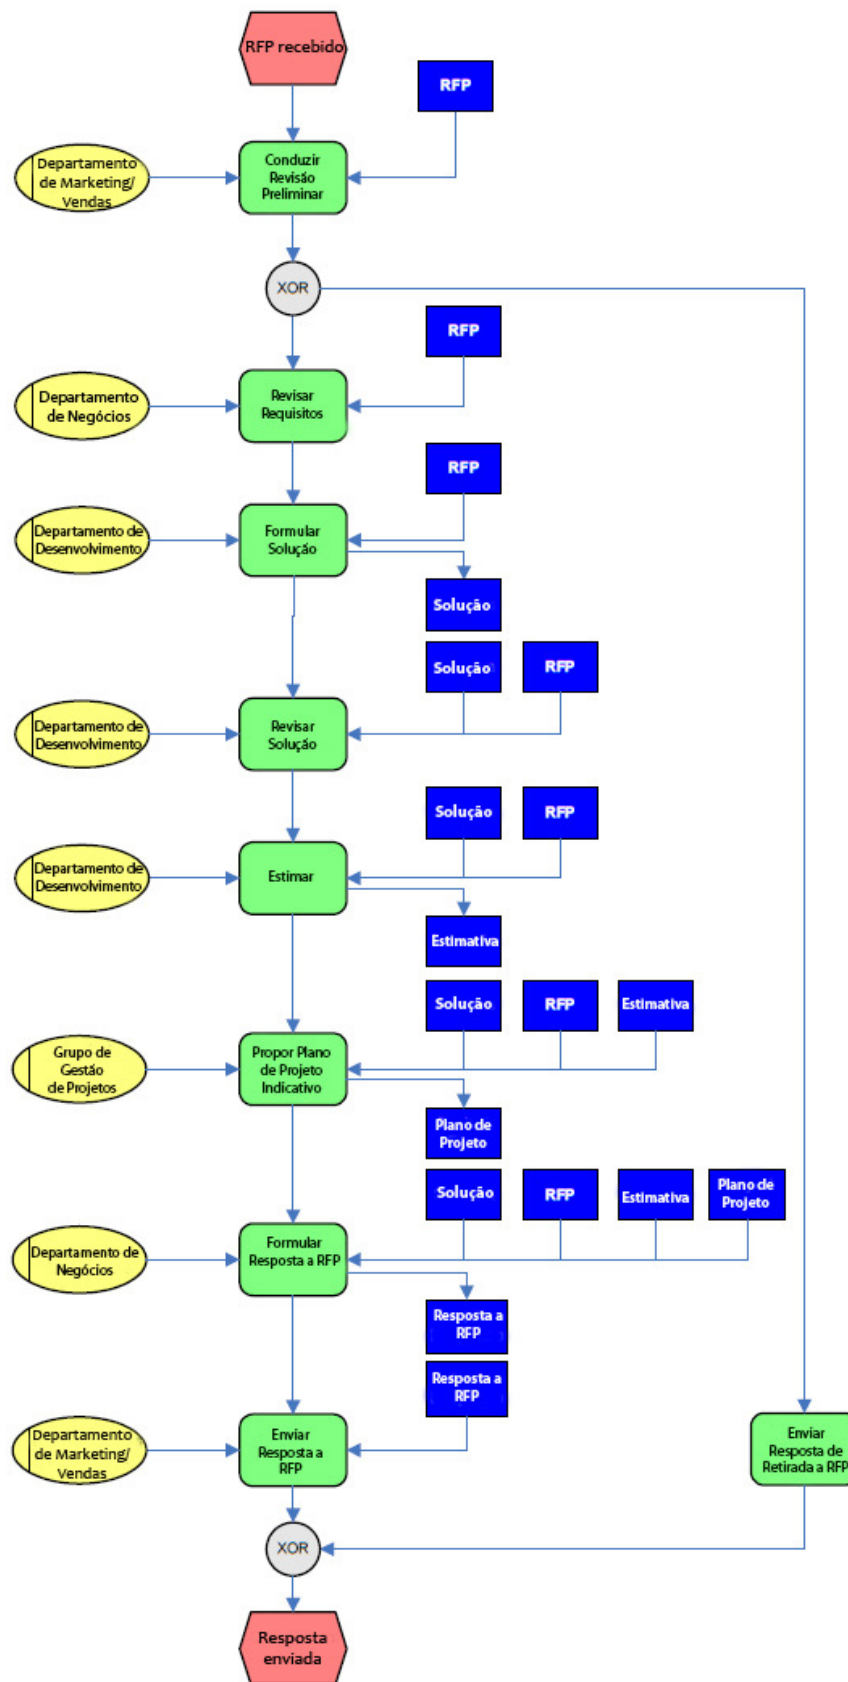 RFP recebido
RFP
Departamento
de Marketing/
Vendas
Conduzir
Revisão
Preliminar
XOR
RFP
Departamento
de Negócios
Revisar
Requisitos
RFP
Departamento de
Desenvolvimento
Formular
Solução
Solução
Solução
RFP
Departamento de
Desenvolvimento
Revisar
Solução
Solução
RFP
Departamento de
Desenvolvimento
Estimar
Estimativa
Solução
RFP
Estimativa
Grupo de
Gestão
de Projetos
Propor Plano
de Projeto
Indicativo
Plano de
Projeto
Solução
RFP
Estimativa
Plano de
Projeto
Departamento de
Negócios
Formular
Resposta a RFP
Resposta a
RFP
Resposta a
RFP
Departamento
de Marketing/
Vendas
Enviar
Resposta a
RFP
Enviar
Resposta de
Retirada a RFP
XOR
Resposta
enviada